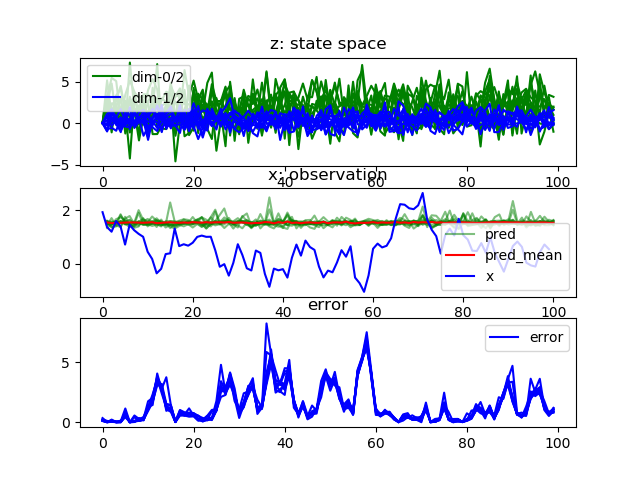 z: state space
5
0
−5
dim-0/2
dim-1/2
0 20 40 60 80 100
x: observation
2
0
pred
pred_mean
x
0 20 40 60 80 100
error
5
0
error
0 20 40 60 80 100